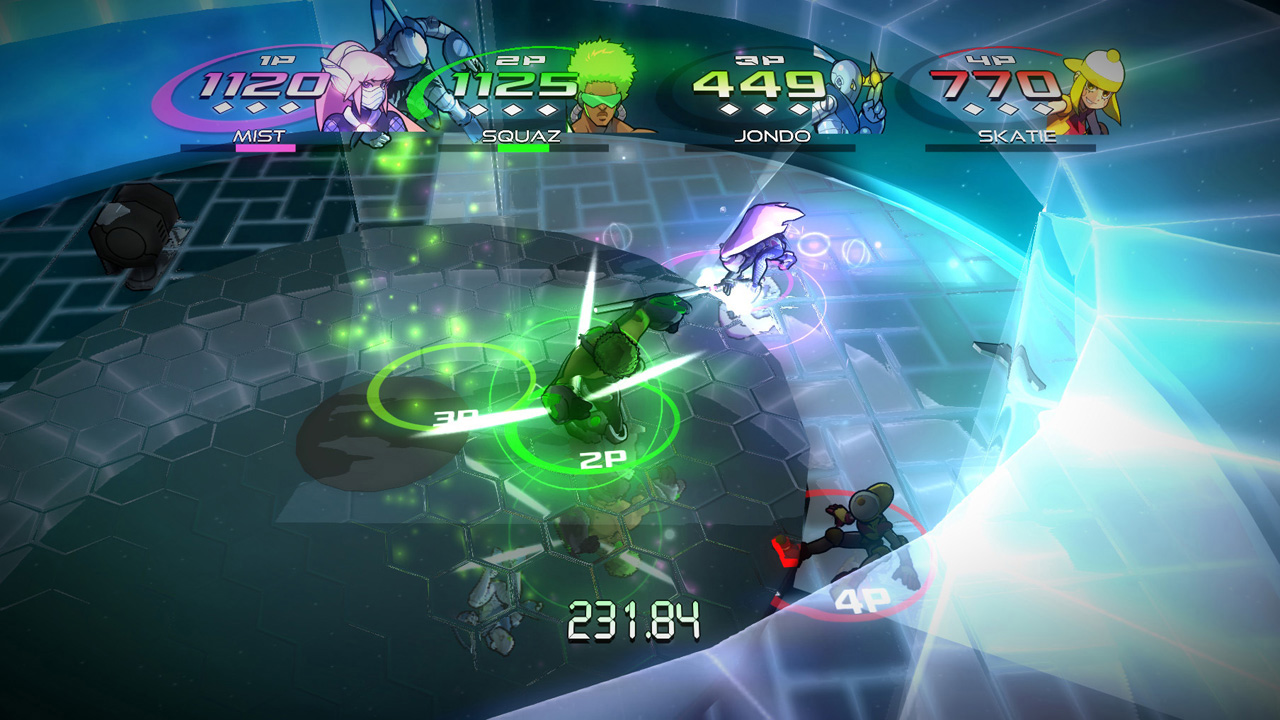 1P
1120
MIST
2P
1125
SQUAZ
3P
449
JONDO
4P
770
SKATIE
3P
2P
4P
231.84